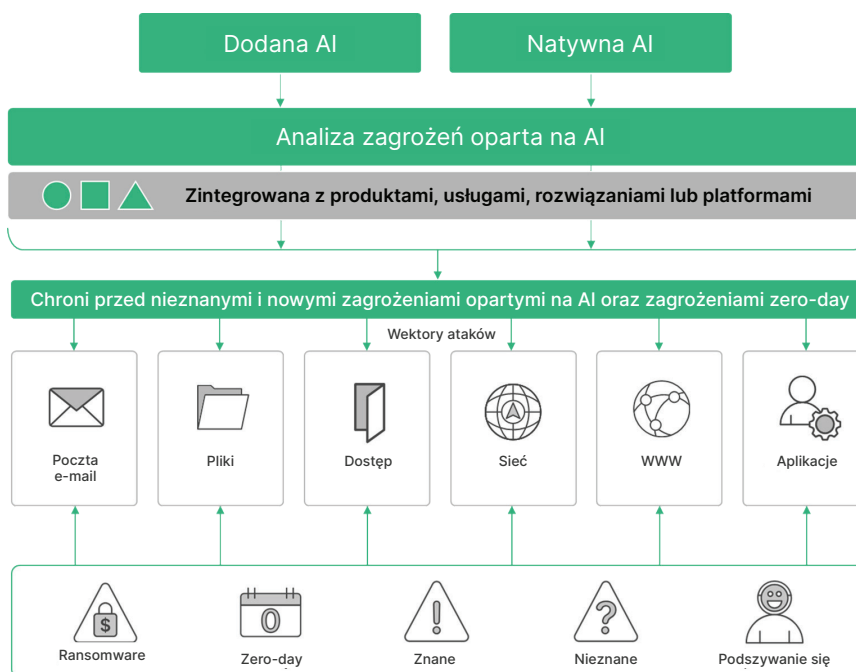 Dodana AI
Natywna AI
Analiza zagrożeń oparta na AI
Zintegrowana z produktami, usługami, rozwiązaniami lub platformami
Chroni przed nieznanymi i nowymi zagrożeniami opartymi na AI oraz zagrożeniami zero-day
Wektory ataków
Poczta
e-mail
Pliki
Dostęp
Sieć
WWW
Aplikacje
$
0
!
?
Ransomware
Zero-day
Znane
Nieznane
Podszywanie się